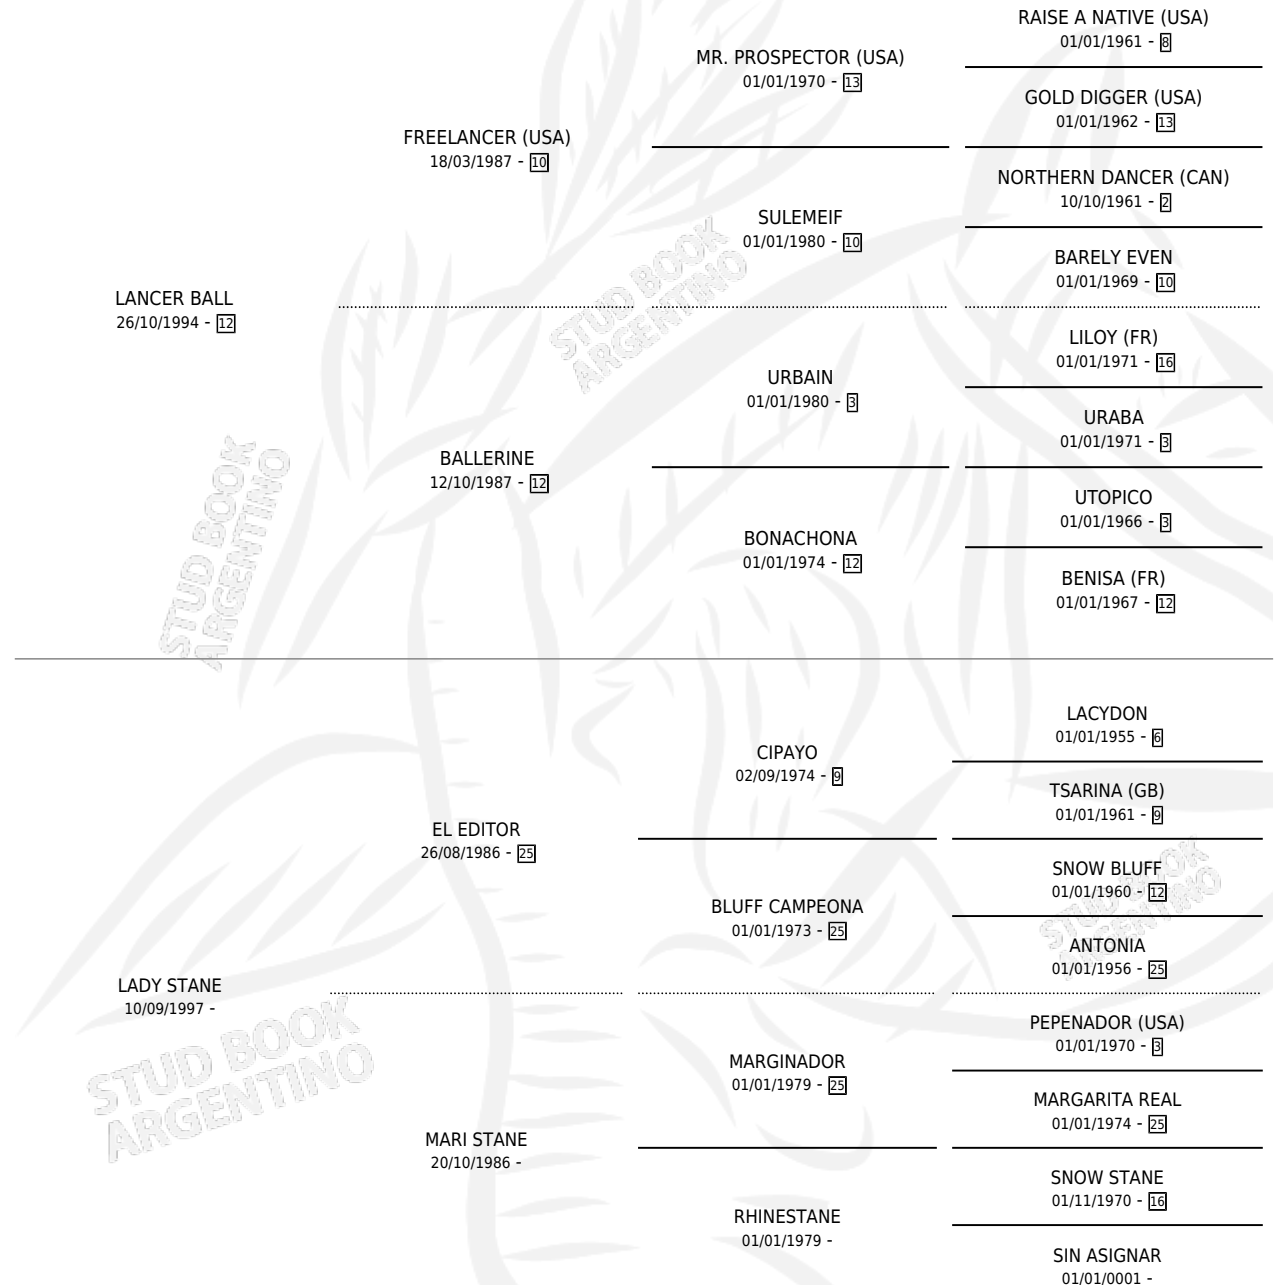 RAISE A NATIVE (USA)
01/01/1961 - 8
MR. PROSPECTOR (USA)
01/01/1970 - 13
GOLD DIGGER (USA)
01/01/1962 - 13
FREELANCER (USA)
18/03/1987 - 10
NORTHERN DANCER (CAN)
10/10/1961 - 2
SULEMEIF
01/01/1980 - 10
BARELY EVEN
01/01/1969 - 10
LANCER BALL
26/10/1994 - 12
LILOY (FR)
01/01/1971 - 16
URBAIN
01/01/1980 - 3
URABA
01/01/1971 - 3
BALLERINE
12/10/1987 - 12
UTOPICO
01/01/1966 - 3
BONACHONA
01/01/1974 - 12
BENISA (FR)
01/01/1967 - 12
LACYDON
01/01/1955 - 6
CIPAYO
02/09/1974 - 9
TSARINA (GB)
01/01/1961 - 9
EL EDITOR
26/08/1986 - 25
SNOW BLUFF
01/01/1960 - 12
BLUFF CAMPEONA
01/01/1973 - 25
ANTONIA
01/01/1956 - 25
LADY STANE
10/09/1997 -
PEPENADOR (USA)
01/01/1970 - 3
MARGINADOR
01/01/1979 - 25
MARGARITA REAL
01/01/1974 - 25
MARI STANE
20/10/1986 -
SNOW STANE
01/11/1970 - 16
RHINESTANE
01/01/1979 -
SIN ASIGNAR
01/01/0001 -
STUD BOOK
ARGENTINO
STUD BOOK
ARGENTINO
STUD BOOK
ARGENTINO
STUD BOOK
ARGENTINO